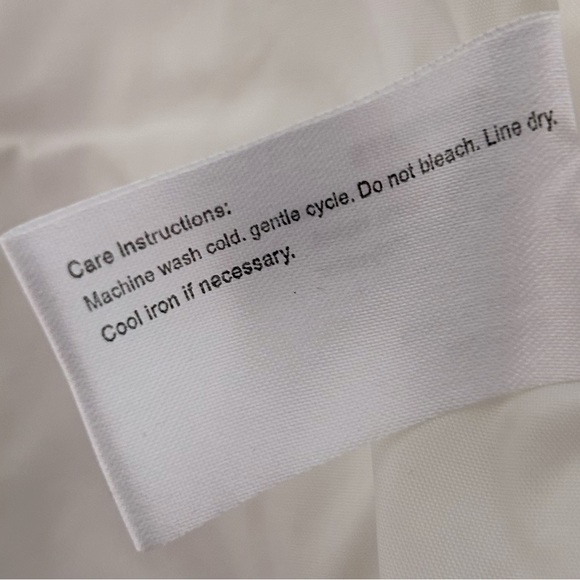 Care Instructions:
Machine wash cold. gentle cycle. Do not bleach. Line dry.
Cool iron if necessary.